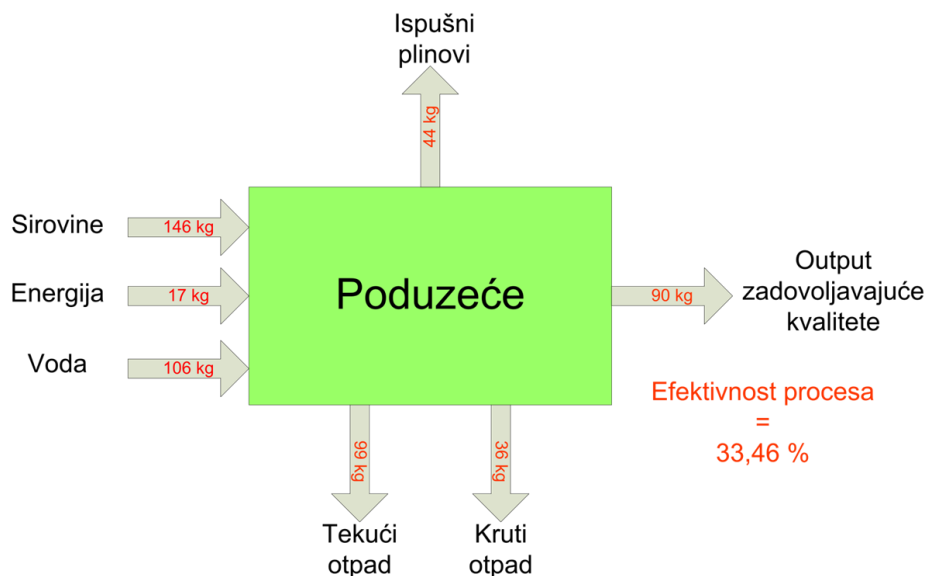 Ispušni
plinovi
44 kg
Sirovine
146 kg
Energija
17 kg
Voda
106 kg
Poduzeće
90 kg
Output
zadovoljavajuće
kvalitete
Efektivnost procesa
=
33,46 %
99 kg
36 kg
Tekući
otpad
Kruti
otpad